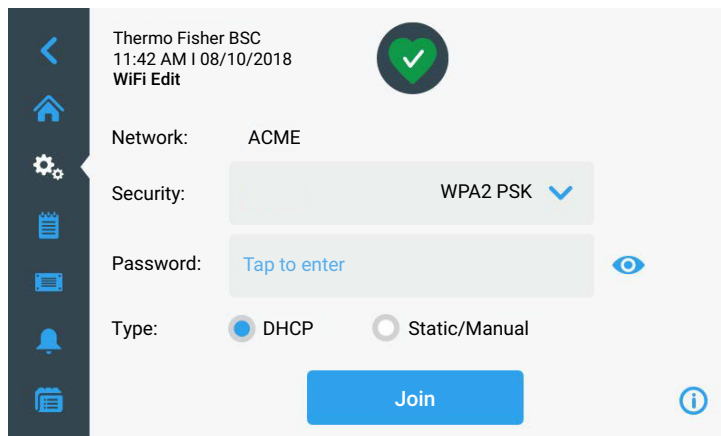 Thermo Fisher BSC
11:42 AM I 08/10/2018
WiFi Edit
Network: ACME
Security: WPA2 PSK
Password: Tap to enter
Type: DHCP Static/Manual
Join